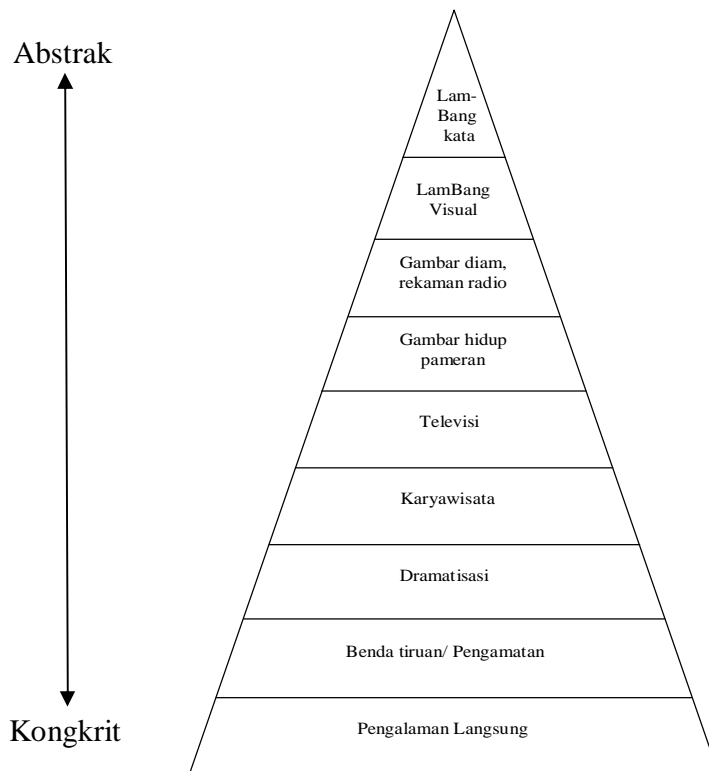 Abstrak
Lam-
Bang
kata
LamBang
Visual
Gambar diam,
rekaman radio
Gambar hidup
pameran
Televisi
Karyawisata
Dramatisasi
Benda tiruan/ Pengamatan
Pengalaman Langsung
Kongkrit